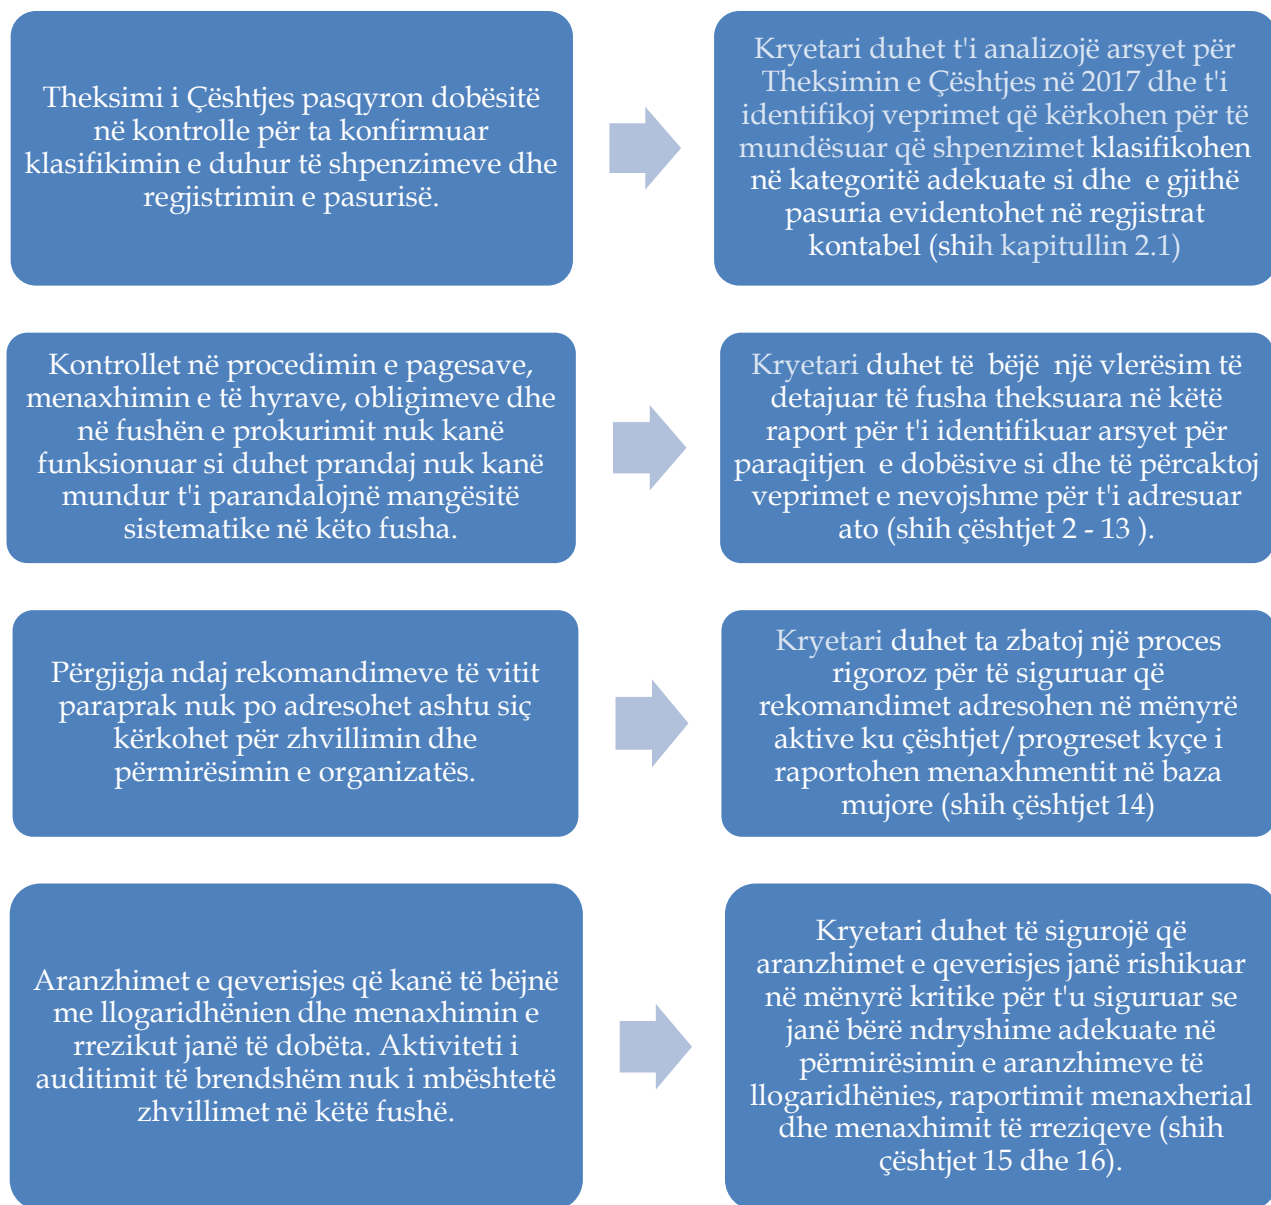 Theksimi i Çështjes pasqyron dobësitë
në kontrolle për ta konfirmuar
klasifikimin e duhur të shpenzimeve dhe
regjistrimin e pasurisë.
Kryetari duhet t'i analizojë arsyet për
Theksimin e Çështjes në 2017 dhe t'i
identifikoj veprimet që kërkohen për të
mundësuar që shpenzimet klasifikohen
në kategoritë adekuate si dhe e gjithë
pasuria evidentohet në regjistrat
kontabel (shih kapitullin 2.1)
Kontrollet në procedimin e pagesave,
menaxhimin e të hyrave, obligimeve dhe
në fushën e prokurimit nuk kanë
funksionuar si duhet prandaj nuk kanë
mundur t'i parandalojnë mangësitë
sistematike në këto fusha.
Kryetari duhet të bëjë një vlerësim të
detajuar të fusha theksuara në këtë
raport për t'i identifikuar arsyet për
paraqitjen e dobësive si dhe të përcaktoj
veprimet e nevojshme për t'i adresuar
ato (shih çështjet 2 - 13 ).
Përgjigja ndaj rekomandimeve të vitit
paraprak nuk po adresohet ashtu siç
kërkohet për zhvillimin dhe
përmirësimin e organizatës.
Kryetari duhet ta zbatoj një proces
rigoroz për të siguruar që
rekomandimet adresohen në mënyrë
aktive ku çështjet/progreset kyçe i
raportohen menaxhmentit në baza
mujore (shih çështjet 14)
Aranzhimet e qeverisjes që kanë të bëjnë
me llogaridhënien dhe menaxhimin e
rrezikut janë të dobëta. Aktiviteti i
auditimit të brendshëm nuk i mbështetë
zhvillimet në këtë fushë.
Kryetari duhet të sigurojë që
aranzhimet e qeverisjes janë rishikuar
në mënyrë kritike për t'u siguruar se
janë bërë ndryshime adekuate në
përmirësimin e aranzhimeve të
llogaridhënies, raportimit menaxherial
dhe menaxhimit të rreziqeve (shih
çështjet 15 dhe 16).